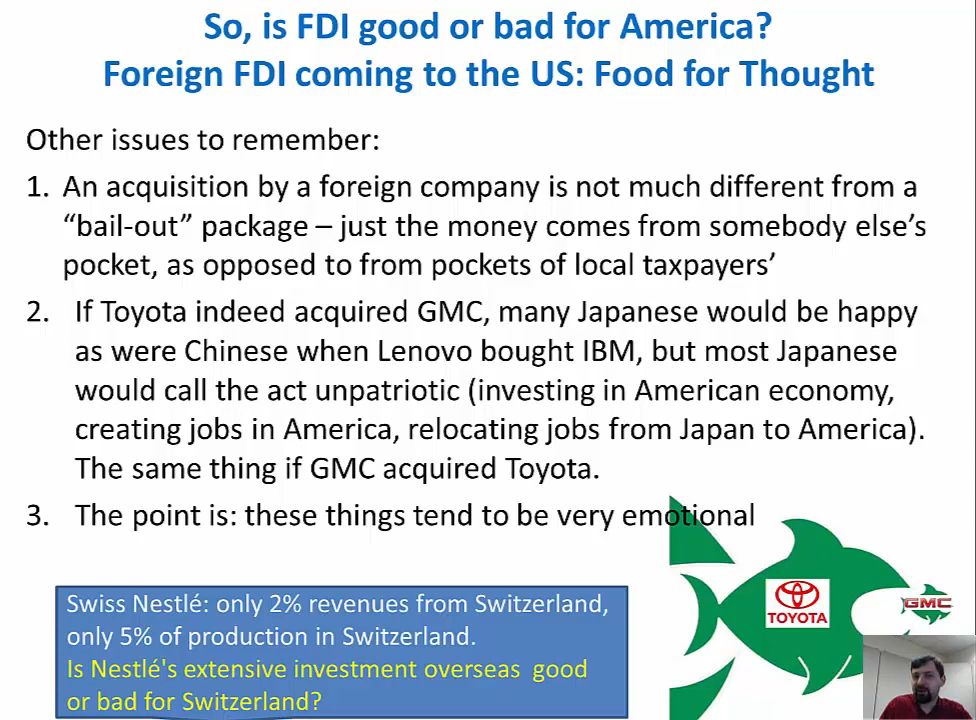 So, is FDI good or bad for America?
Foreign FDI coming to the US: Food for Thought
Other issues to remember:
1. An acquisition by a foreign company is not much different from a
“bail-out” package – just the money comes from somebody else’s
pocket, as opposed to from pockets of local taxpayers’
2. If Toyota indeed acquired GMC, many Japanese would be happy
as were Chinese when Lenovo bought IBM, but most Japanese
would call the act unpatriotic (investing in American economy,
creating jobs in America, relocating jobs from Japan to America).
The same thing if GMC acquired Toyota.
3. The point is: these things tend to be very emotional
Swiss Nestlé: only 2% revenues from Switzerland,
only 5% of production in Switzerland.
Is Nestlé's extensive investment overseas good
or bad for Switzerland?
TOYOTA
GMC